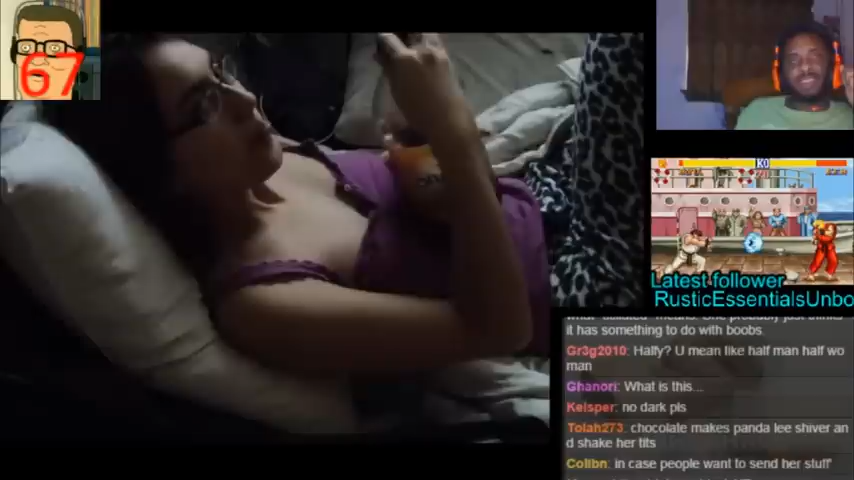 67
KO
Latest follower
RusticEssentialsUnbo
it has something to do with boobs
Gr3g2010: Halfy? U mean like half man half wo
man
Ghanori: What is this...
Keisper: no dark pls
Tolah273: chocolate makes panda lee shiver an
d shake her tits
Colibn: in case people want to send her stuff'